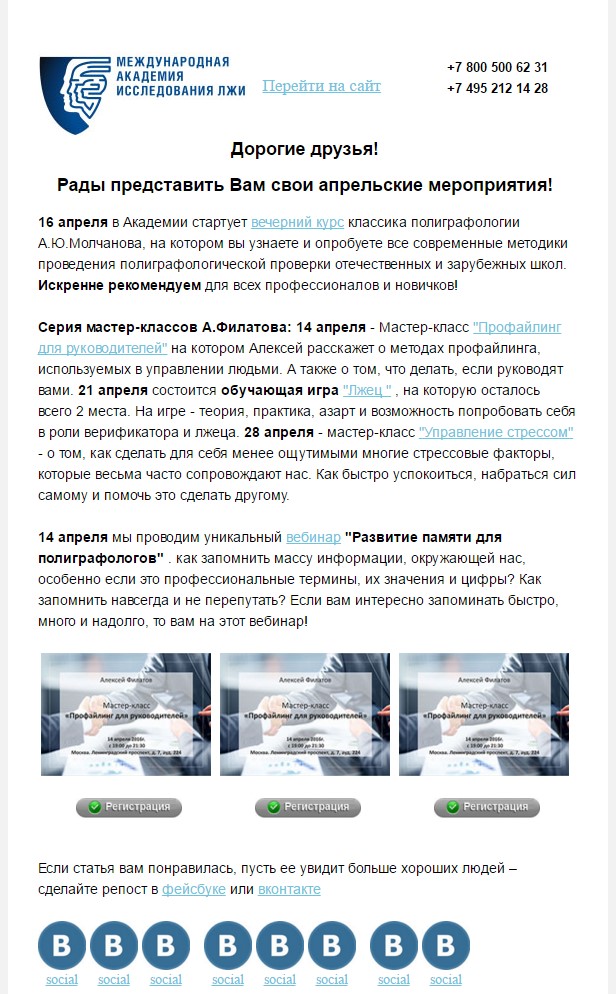 МЕЖДУНАРОДНАЯ
АКАДЕМИЯ
ИССЛЕДОВАНИЯ ЛЖИ
Перейти на сайт
+7 800 500 62 31
+7 495 212 14 28
Дорогие друзья!
Рады представить Вам свои апрельские мероприятия!
16 апреля в Академии стартует вечерний курс классика полиграфологии
А.Ю.Молчанова, на котором вы узнаете и опробуете все современные методики
проведения полиграфологической проверки отечественных и зарубежных школ.
Искренне рекомендуем для всех профессионалов и новичков!
Серия мастер-классов А.Филатова: 14 апреля - Мастер-класс "Профайлинг
для руководителей" на котором Алексей расскажет о методах профайлинга,
используемых в управлении людьми. А также о том, что делать, если руководят
вами. 21 апреля состоится обучающая игра "Лжец " , на которую осталось
всего 2 места. На игре - теория, практика, азарт и возможность попробовать себя
в роли верификатора и лжеца. 28 апреля - мастер-класс "Управление стрессом"
- о том, как сделать для себя менее ощутимыми многие стрессовые факторы,
которые весьма часто сопровождают нас. Как быстро успокоиться, набраться сил
самому и помочь это сделать другому.
14 апреля мы проводим уникальный вебинар "Развитие памяти для
полиграфологов" . как запомнить массу информации, окружающей нас,
особенно если это профессиональные термины, их значения и цифры? Как
запомнить навсегда и не перепутать? Если вам интересно запоминать быстро,
много и надолго, то вам на этот вебинар!
Алексей Филатов
Мастер-класс
«Профайлинг для руководителей»
14 апреля 2016г.
с 19:00 до 21:30
Москва. Ленинградский проспект, д. 7, ауд. 224
Алексей Филатов
Мастер-класс
«Профайлинг для руководителей»
14 апреля 2016г.
с 19:00 до 21:30
Москва. Ленинградский проспект, д. 7, ауд. 224
Алексей Филатов
Мастер-класс
«Профайлинг для руководителей»
14 апреля 2016г.
с 19:00 до 21:30
Москва. Ленинградский проспект, д. 7, ауд. 224
Регистрация Регистрация Регистрация
Если статья вам понравилась, пусть ее увидит больше хороших людей –
сделайте репост в фейсбуке или вконтакте
В В В В В В В В
social social social social social social social social